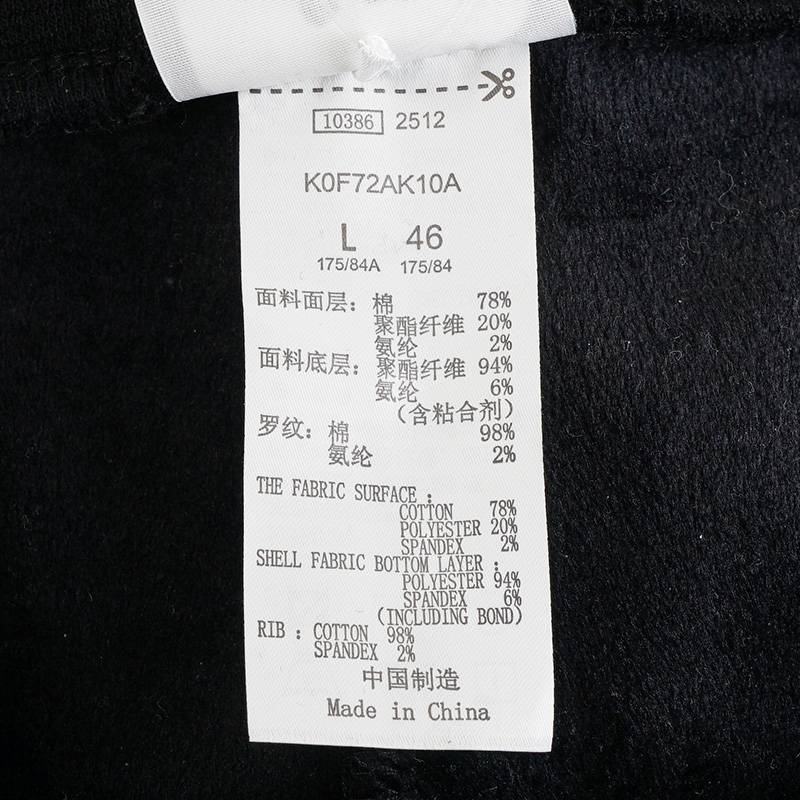 10386 2512
K0F72AK10A
L 46
175/84A 175/84
面料面层：棉 78%
聚酯纤维 20%
氨纶 2%
面料底层：聚酯纤维 94%
氨纶 6%
（含粘合剂）
罗纹：棉 98%
氨纶 2%
THE FABRIC SURFACE :
COTTON 78%
POLYESTER 20%
SPANDEX 2%
SHELL FABRIC BOTTOM LAYER :
POLYESTER 94%
SPANDEX 6%
(INCLUDING BOND)
RIB : COTTON 98%
SPANDEX 2%
中国制造
Made in China